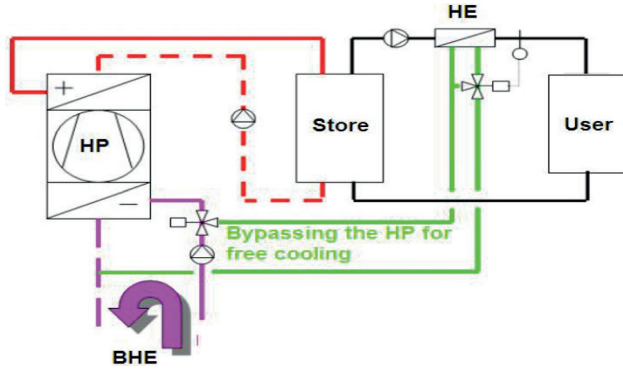 HE
+
HP
Store
User
–
Bypassing the HP for
free cooling
BHE